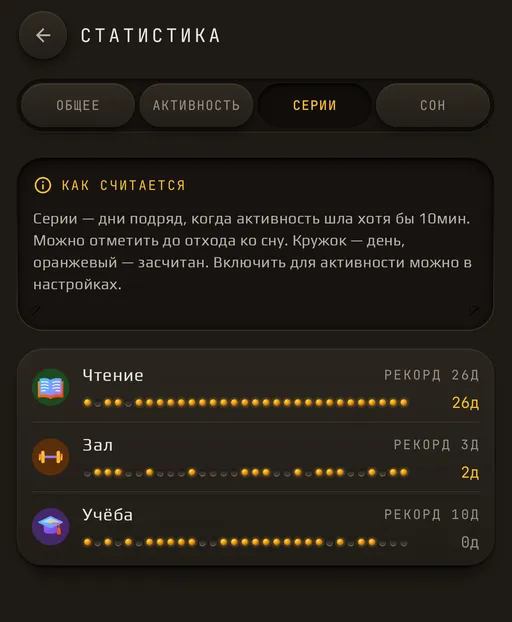 СТАТИСТИКА
ОБЩЕЕ
АКТИВНОСТЬ
СЕРИИ
СОН
КАК СЧИТАЕТСЯ
Серии — дни подряд, когда активность шла хотя бы 10мин.
Можно отметить до отхода ко сну. Кружок — день,
оранжевый — засчитан. Включить для активности можно в
настройках.
Чтение
РЕКОРД 26Д
26д
Зал
РЕКОРД 3Д
2д
Учёба
РЕКОРД 10Д
0д